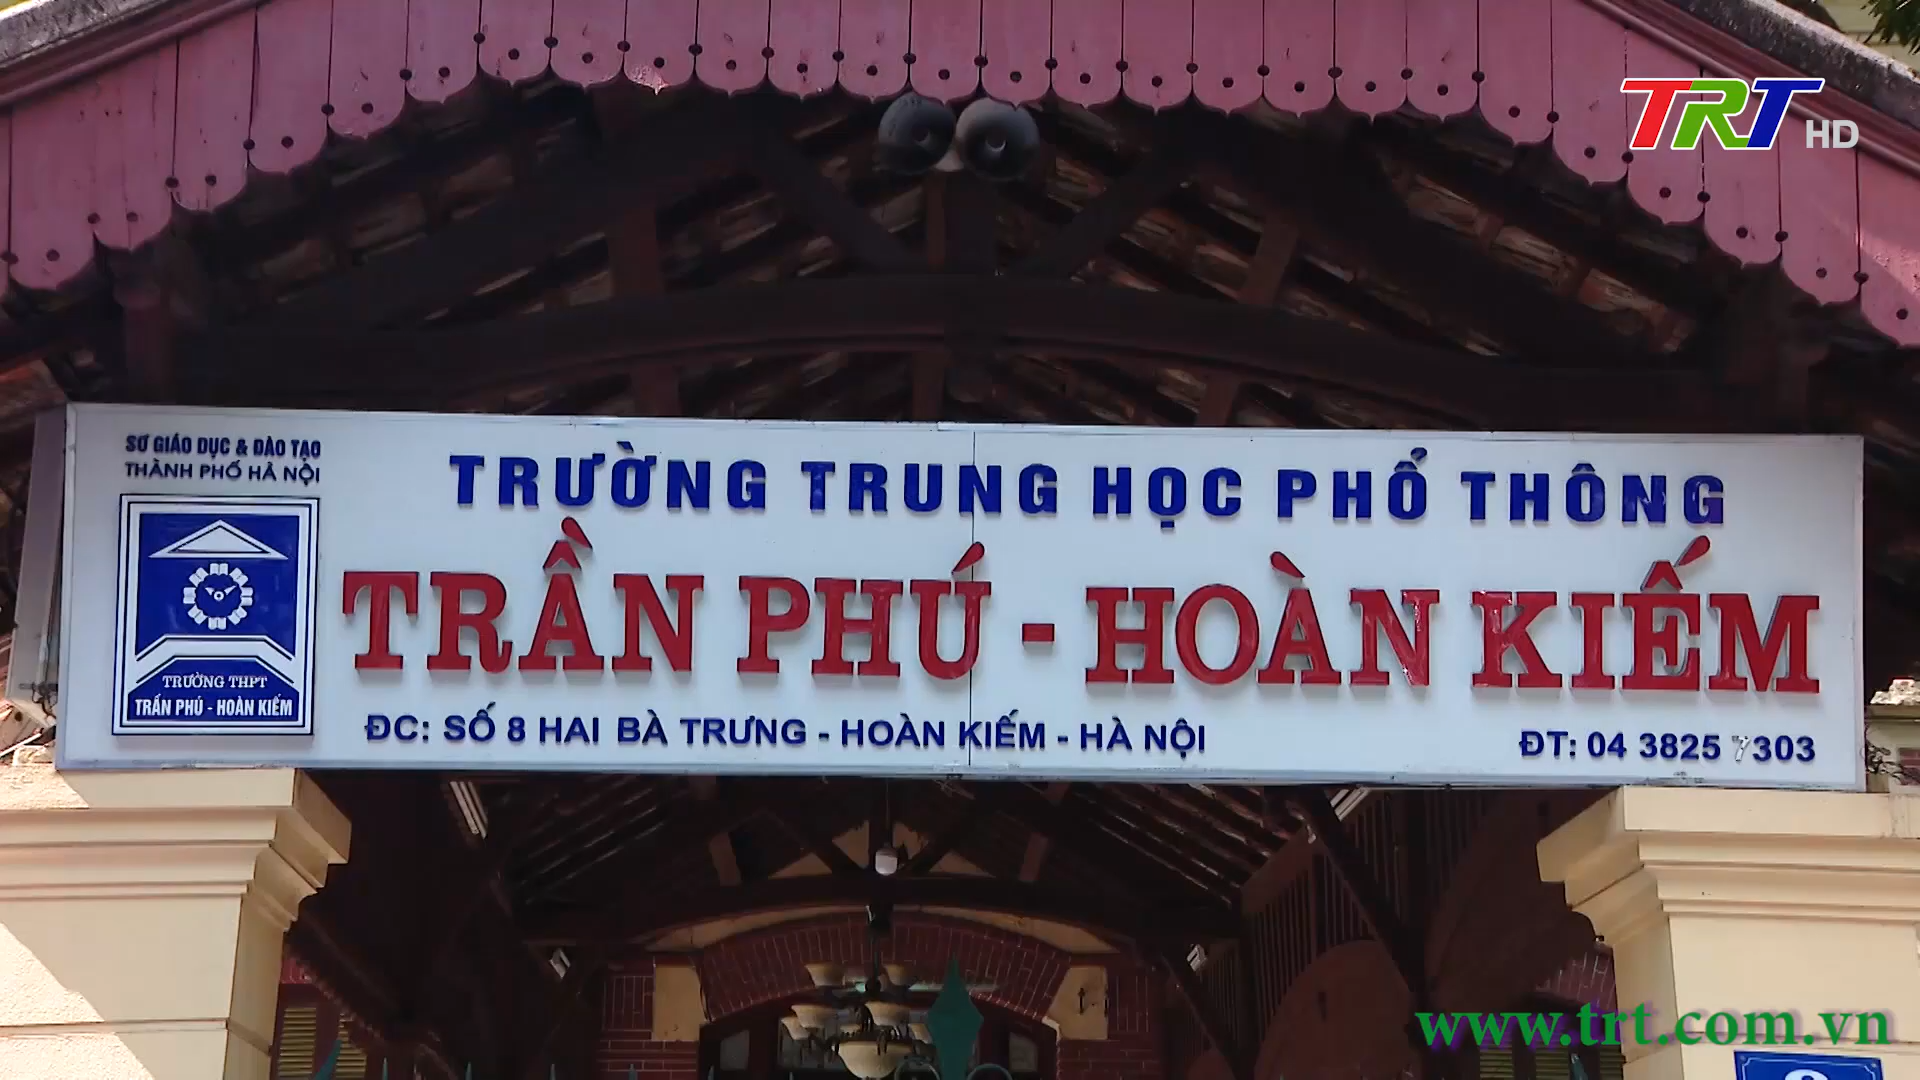 TRT HD
SƠ GIÁO DỤC & ĐÀO TẠO
THÀNH PHỐ HÀ NỘI
TRƯỜNG TRUNG HỌC PHỔ THÔNG
TRẦN PHÚ - HOÀN KIẾM
TRƯỜNG THPT
TRẦN PHÚ - HOÀN KIẾM
ĐC: SỐ 8 HAI BÀ TRƯNG - HOÀN KIẾM - HÀ NỘI
ĐT: 04 3825 7303
www.trt.com.vn